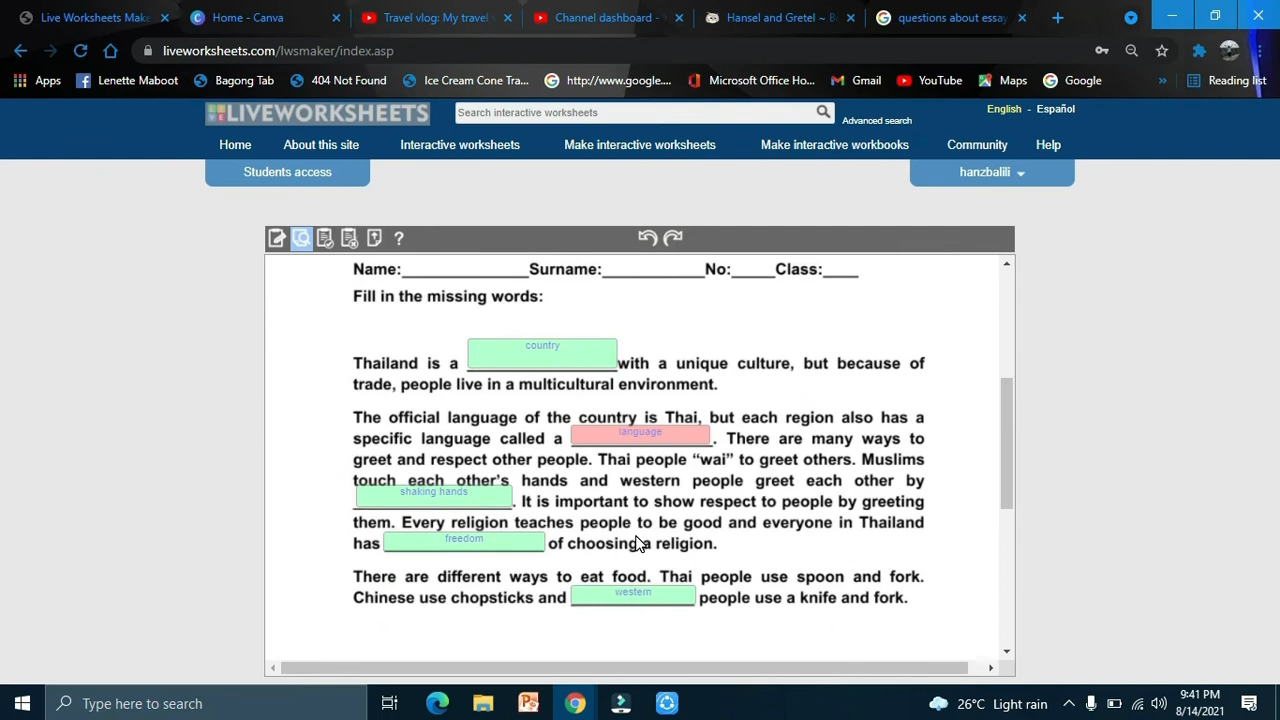 Live Worksheets Make
Home - Canva
Travel vlog: My travel
Channel dashboard -
Hansel and Gretel ~ B
questions about essay
liveworksheets.com/lwsmaker/index.asp
Apps
Lenette Maboot
Bagong Tab
404 Not Found
Ice Cream Cone Tra...
http://www.google....
Microsoft Office Ho...
Gmail
YouTube
Maps
Google
»
Reading list
LIVEWORKSHEETS
Search interactive worksheets
Advanced search
English - Español
Home
About this site
Interactive worksheets
Make interactive worksheets
Make interactive workbooks
Community
Help
Students access
hanzbalili
?
Name:_______________Surname:____________No:_____Class:____
Fill in the missing words:
Thailand is a country with a unique culture, but because of
trade, people live in a multicultural environment.
The official language of the country is Thai, but each region also has a
specific language called a language. There are many ways to
greet and respect other people. Thai people “wai” to greet others. Muslims
touch each other's hands and western people greet each other by
shaking hands. It is important to show respect to people by greeting
them. Every religion teaches people to be good and everyone in Thailand
has freedom of choosing a religion.
There are different ways to eat food. Thai people use spoon and fork.
Chinese use chopsticks and western people use a knife and fork.
Type here to search
26°C Light rain
9:41 PM
8/14/2021